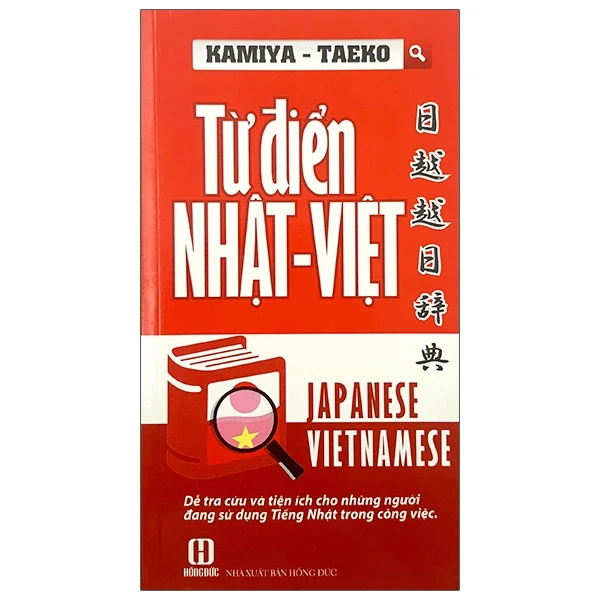 KAMIYA - TAEKO
Từ điển
NHẬT-VIỆT
日越越日辞典
JAPANESE
VIETNAMESE
Dễ tra cứu và tiện ích cho những người
đang sử dụng Tiếng Nhật trong công việc.
H
HỒNG ĐỨC
NHÀ XUẤT BẢN HỒNG ĐỨC